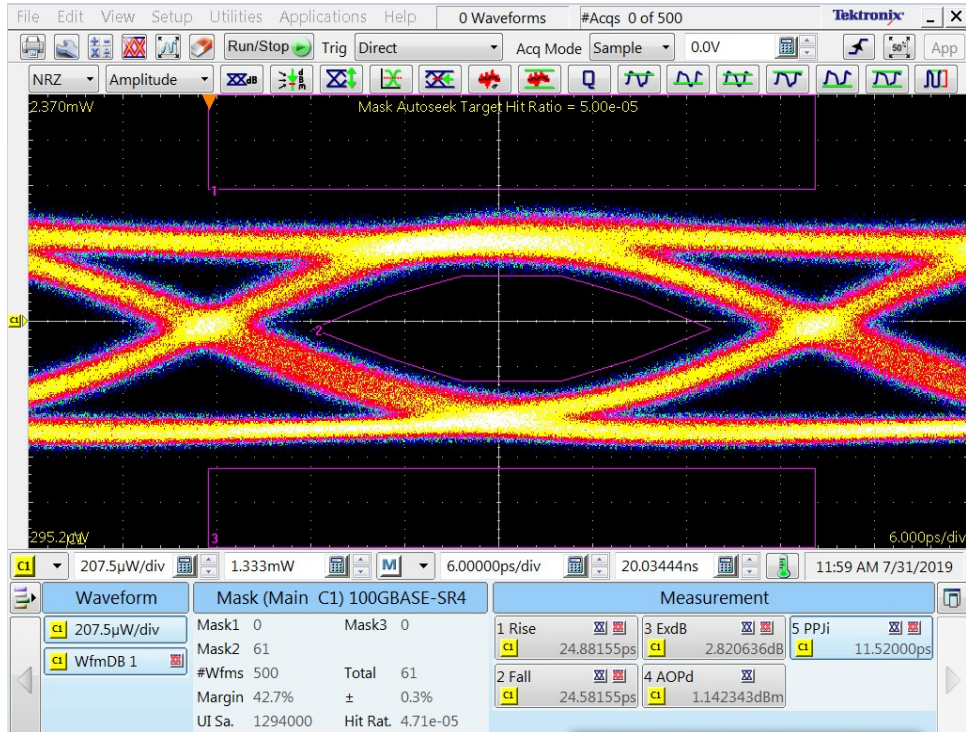 File Edit View Setup Utilities Applications Help 0 Waveforms #Acqs 0 of 500 Tektronix
Run/Stop Trig Direct Acq Mode Sample 0.0V 50% App
NRZ Amplitude dB Q
2.370mW Mask Autoseek Target Hit Ratio = 5.00e-05
1
C1 2
3 6.000ps/div
C1 207.5µW/div 1.333mW M 6.00000ps/div 20.03444ns 11:59 AM 7/31/2019
Waveform Mask (Main C1) 100GBASE-SR4 Measurement
C1 207.5µW/div Mask1 0 Mask3 0 1 Rise 3 ExdB 5 PPJi
Mask2 61 C1 24.88155ps C1 2.820636dB C1 11.52000ps
C1 WfmDB 1 #Wfms 500 Total 61 2 Fall 4 AOPd
Margin 42.7% ± 0.3% C1 24.58155ps C1 1.142343dBm
UI Sa. 1294000 Hit Rat. 4.71e-05